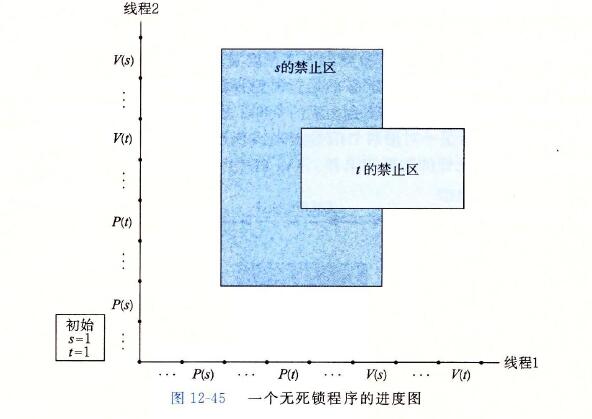 线程2
V(s)
⋮
V(t)
⋮
P(t)
⋮
P(s)
⋮
s的禁止区
t 的禁止区
初始
s=1
t=1
线程1
··· P(s) ··· P(t) ··· V(s) ··· V(t)
图 12-45 一个无死锁程序的进度图